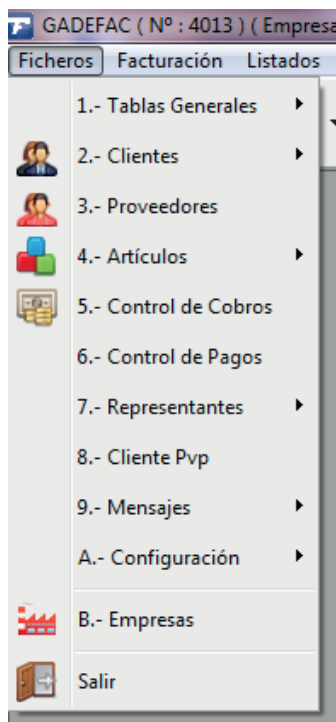 GADEFAC ( Nº : 4013 ) ( Empresa
Ficheros Facturación Listados
1.- Tablas Generales
2.- Clientes
3.- Proveedores
4.- Artículos
5.- Control de Cobros
6.- Control de Pagos
7.- Representantes
8.- Cliente Pvp
9.- Mensajes
A.- Configuración
B.- Empresas
Salir